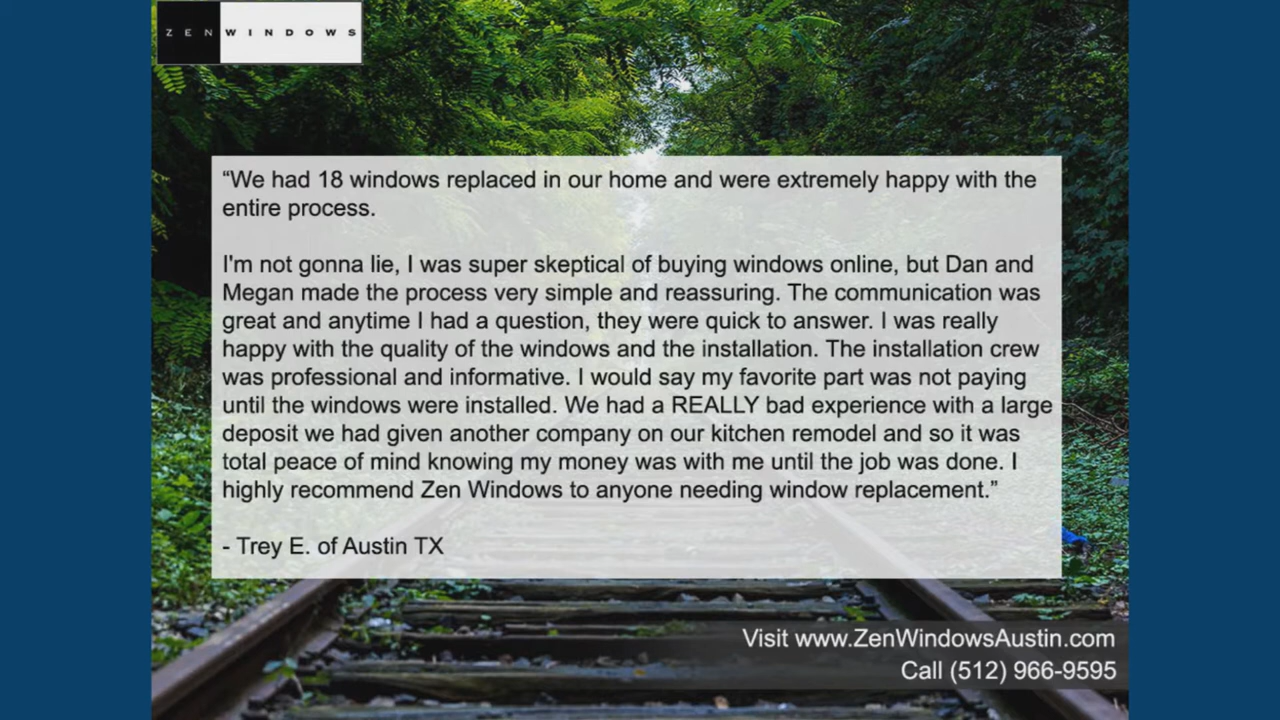 ZEN WINDOWS
“We had 18 windows replaced in our home and were extremely happy with the
entire process.
I'm not gonna lie, I was super skeptical of buying windows online, but Dan and
Megan made the process very simple and reassuring. The communication was
great and anytime I had a question, they were quick to answer. I was really
happy with the quality of the windows and the installation. The installation crew
was professional and informative. I would say my favorite part was not paying
until the windows were installed. We had a REALLY bad experience with a large
deposit we had given another company on our kitchen remodel and so it was
total peace of mind knowing my money was with me until the job was done. I
highly recommend Zen Windows to anyone needing window replacement.”
- Trey E. of Austin TX
Visit www.ZenWindowsAustin.com
Call (512) 966-9595